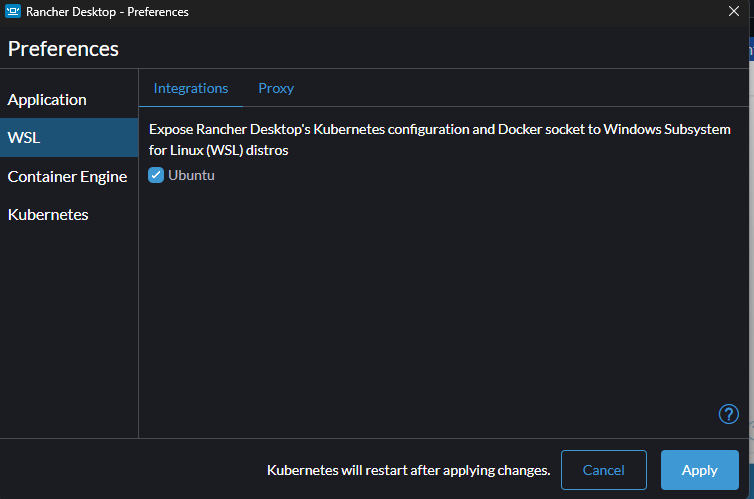 Rancher Desktop - Preferences
Preferences
Application
WSL
Container Engine
Kubernetes
Integrations Proxy
Expose Rancher Desktop's Kubernetes configuration and Docker socket to Windows Subsystem
for Linux (WSL) distros
Ubuntu
?
Kubernetes will restart after applying changes. Cancel Apply